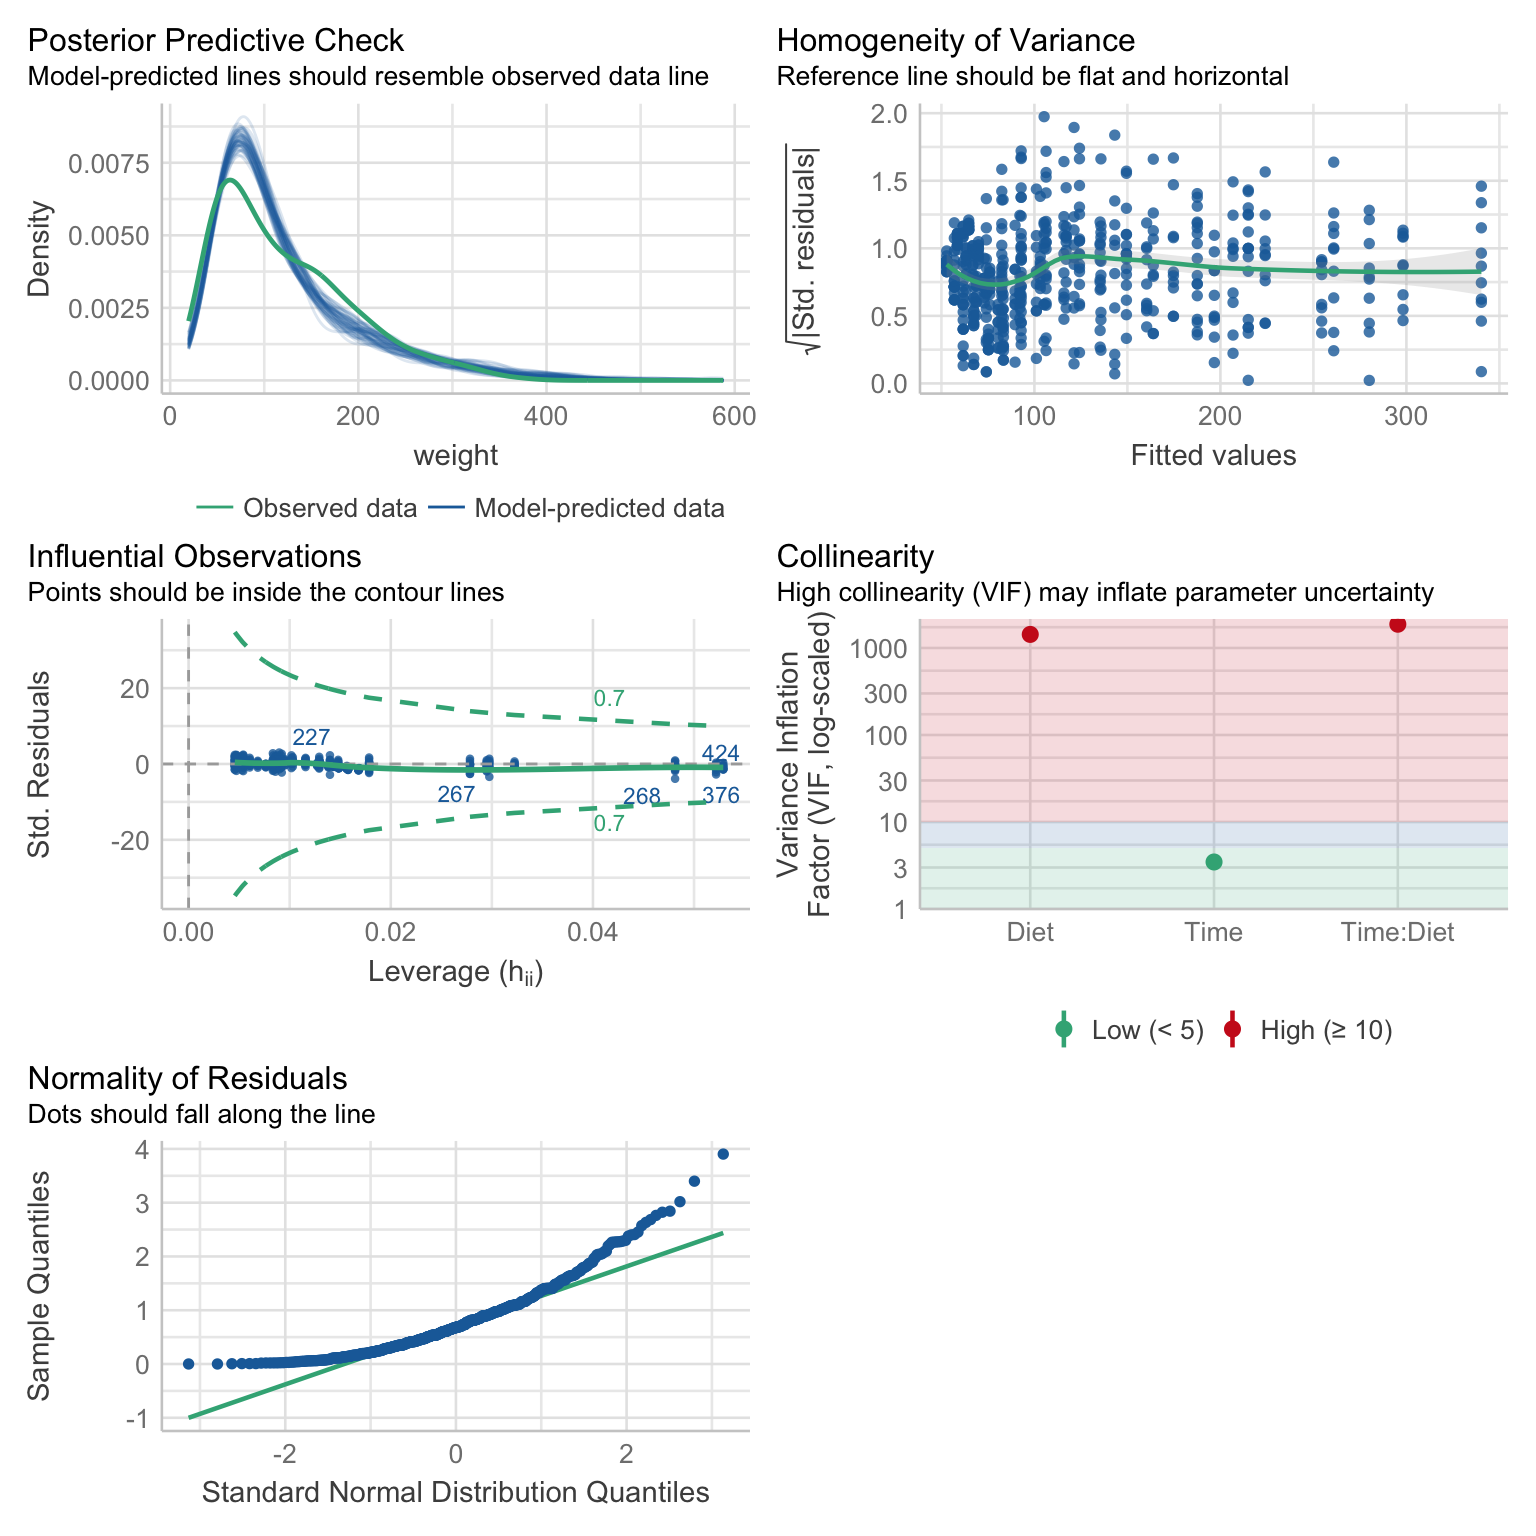 Posterior Predictive Check
Model-predicted lines should resemble observed data line
0.0075
0.0050
0.0025
0.0000
Density
0 200 400 600
weight
Observed data Model-predicted data
Homogeneity of Variance
Reference line should be flat and horizontal
2.0
1.5
1.0
0.5
0.0
√|Std. residuals|
100 200 300
Fitted values
Influential Observations
Points should be inside the contour lines
20
0
-20
Std. Residuals
0.7
227
424
267
268
376
0.7
0.00 0.02 0.04
Leverage (hii)
Collinearity
High collinearity (VIF) may inflate parameter uncertainty
Variance Inflation
Factor (VIF, log-scaled)
1000
300
100
30
10
3
1
Diet Time Time:Diet
Low (< 5) High (≥ 10)
Normality of Residuals
Dots should fall along the line
4
3
2
1
0
-1
Sample Quantiles
-2 0 2
Standard Normal Distribution Quantiles